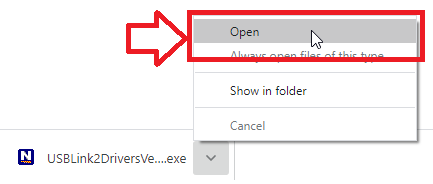 Open
Always open files of this type
Show in folder
Cancel
N
USBLink2DriversVe....exe